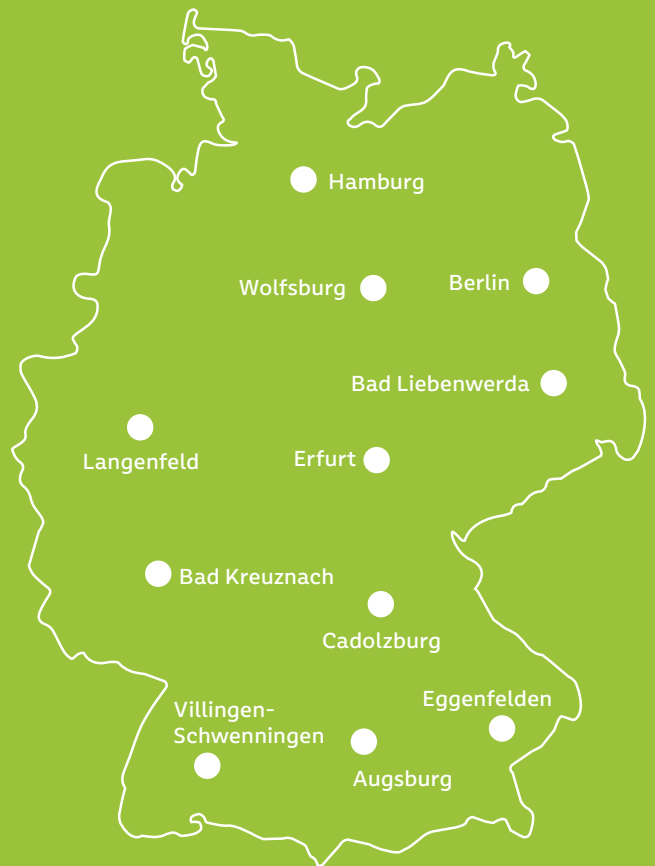 Hamburg
Wolfsburg
Berlin
Bad Liebenwerda
Langenfeld
Erfurt
Bad Kreuznach
Cadolzburg
Eggenfelden
Villingen-
Schwenningen
Augsburg